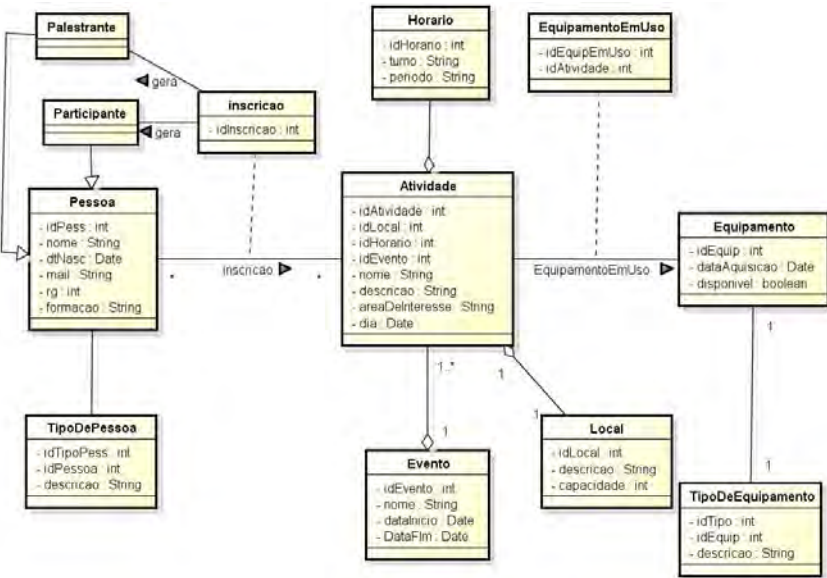 Palestrante
gera
Participante
gera
inscricao
- idInscricao : int
Horario
- idHorario : int
- turno : String
- periodo : String
EquipamentoEmUso
- idEquipEmUso : int
- idAtividade : int
Pessoa
- idPess : int
- nome : String
- dtNasc : Date
- mail : String
- rg : int
- formacao : String
inscricao
*
*
Atividade
- idAtividade : int
- idLocal : int
- idHorario : int
- idEvento : int
- nome : String
- descricao : String
- areaDeInteresse : String
- dia : Date
EquipamentoEmUso
Equipamento
- idEquip : int
- dataAquisicao : Date
- disponivel : boolean
1
1
1..*
1
1
1
TipoDePessoa
- idTipoPess : int
- idPessoa : int
- descricao : String
Evento
- idEvento : int
- nome : String
- dataInicio : Date
- DataFIm : Date
Local
- idLocal : int
- descricao : String
- capacidade : int
TipoDeEquipamento
- idTipo : int
- idEquip : int
- descricao : String